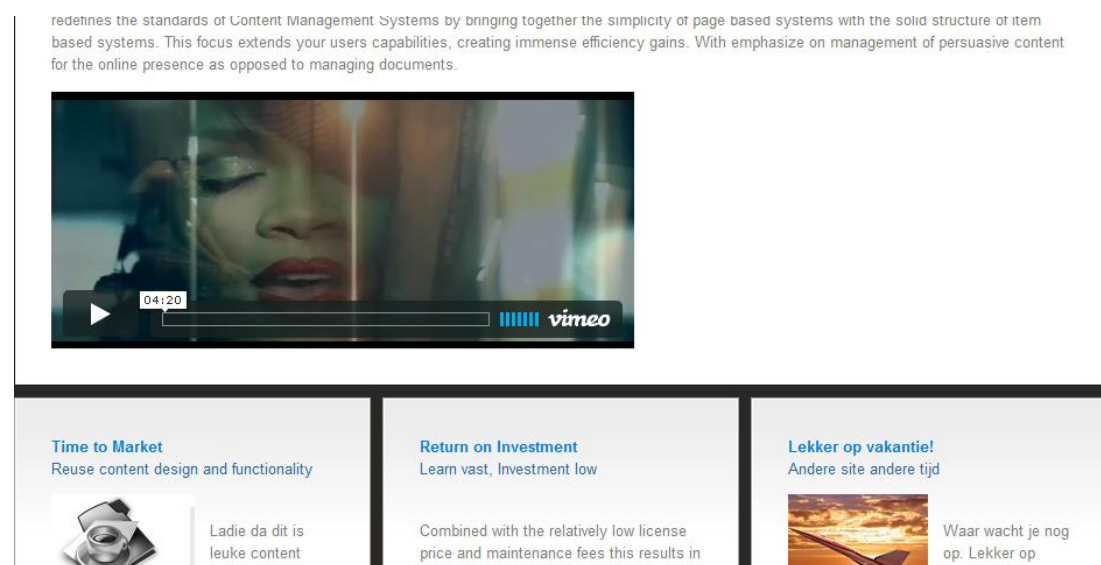 redefines the standards of Content Management Systems by bringing together the simplicity of page based systems with the solid structure of item
based systems. This focus extends your users capabilities, creating immense efficiency gains. With emphasize on management of persuasive content
for the online presence as opposed to managing documents.
04:20
vimeo
Time to Market
Reuse content design and functionality
Ladie da dit is
leuke content
Return on Investment
Learn vast, Investment low
Combined with the relatively low license
price and maintenance fees this results in
Lekker op vakantie!
Andere site andere tijd
Waar wacht je nog
op. Lekker op